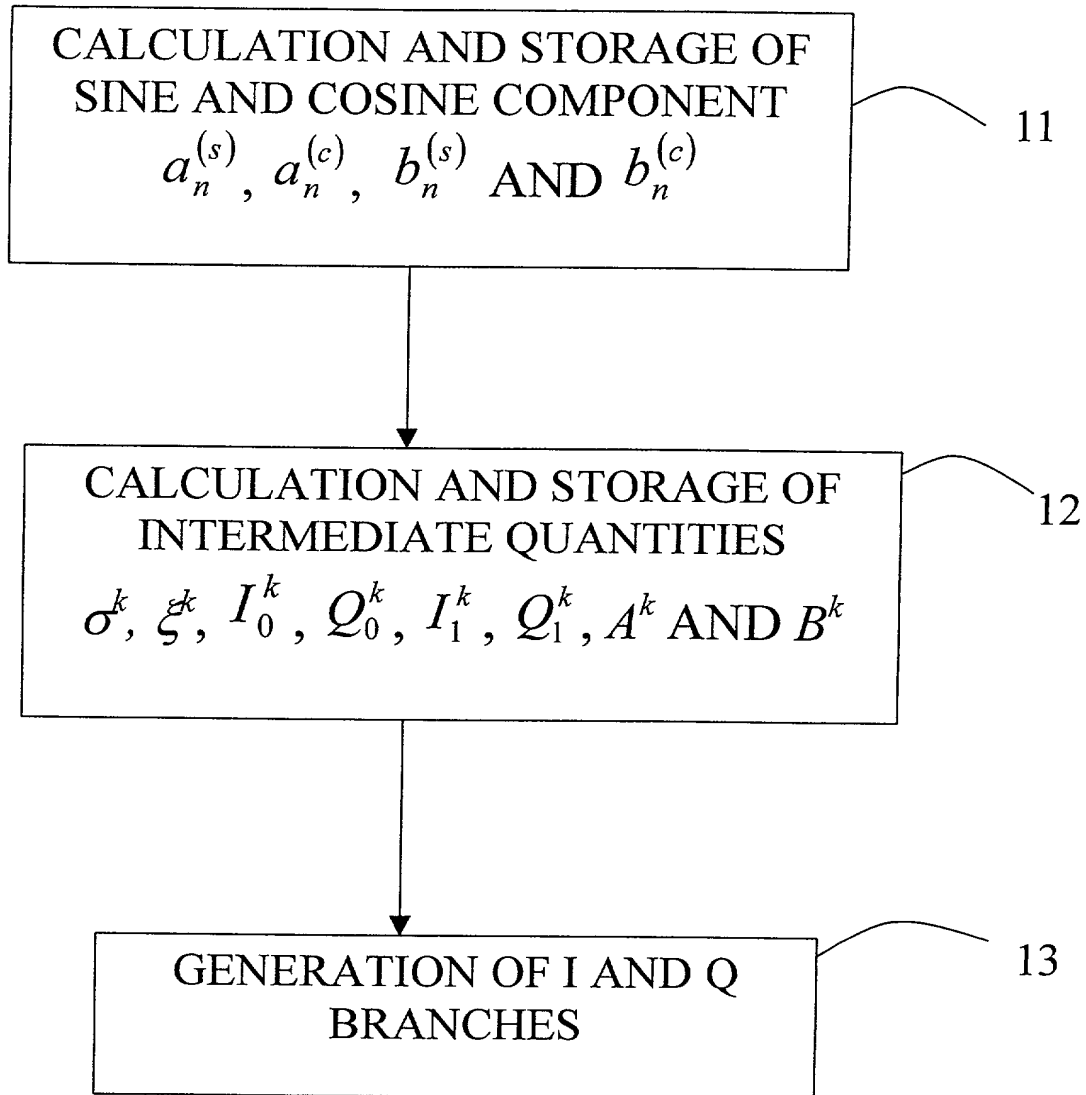 CALCULATION AND STORAGE OF
SINE AND COSINE COMPONENT
a_n^{(s)}, a_n^{(c)}, b_n^{(s)} AND b_n^{(c)}
11
CALCULATION AND STORAGE OF
INTERMEDIATE QUANTITIES
σ^k, ξ^k, I_0^k, Q_0^k, I_1^k, Q_1^k, A^k AND B^k
12
GENERATION OF I AND Q
BRANCHES
13